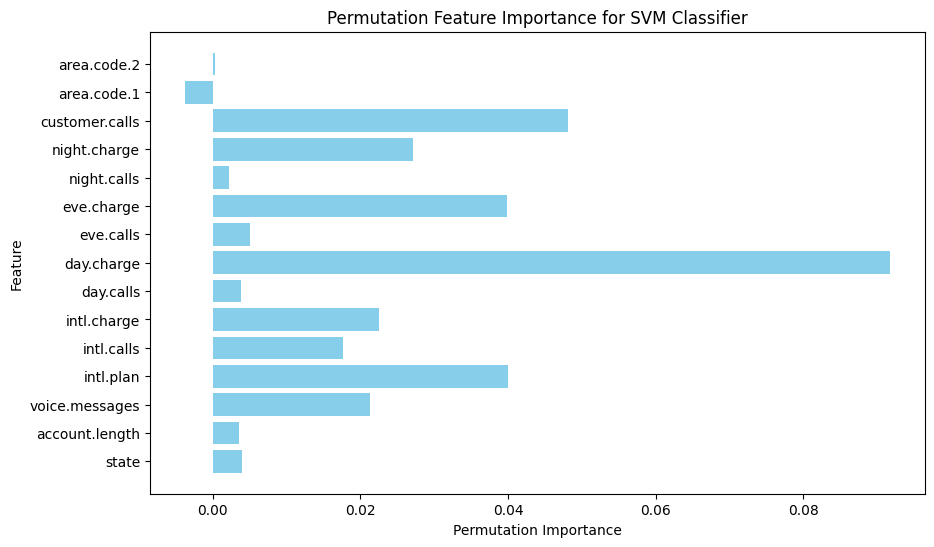 Permutation Feature Importance for SVM Classifier
area.code.2
area.code.1
customer.calls
night.charge
night.calls
eve.charge
eve.calls
day.charge
day.calls
intl.charge
intl.calls
intl.plan
voice.messages
account.length
state
Feature
0.00 0.02 0.04 0.06 0.08
Permutation Importance